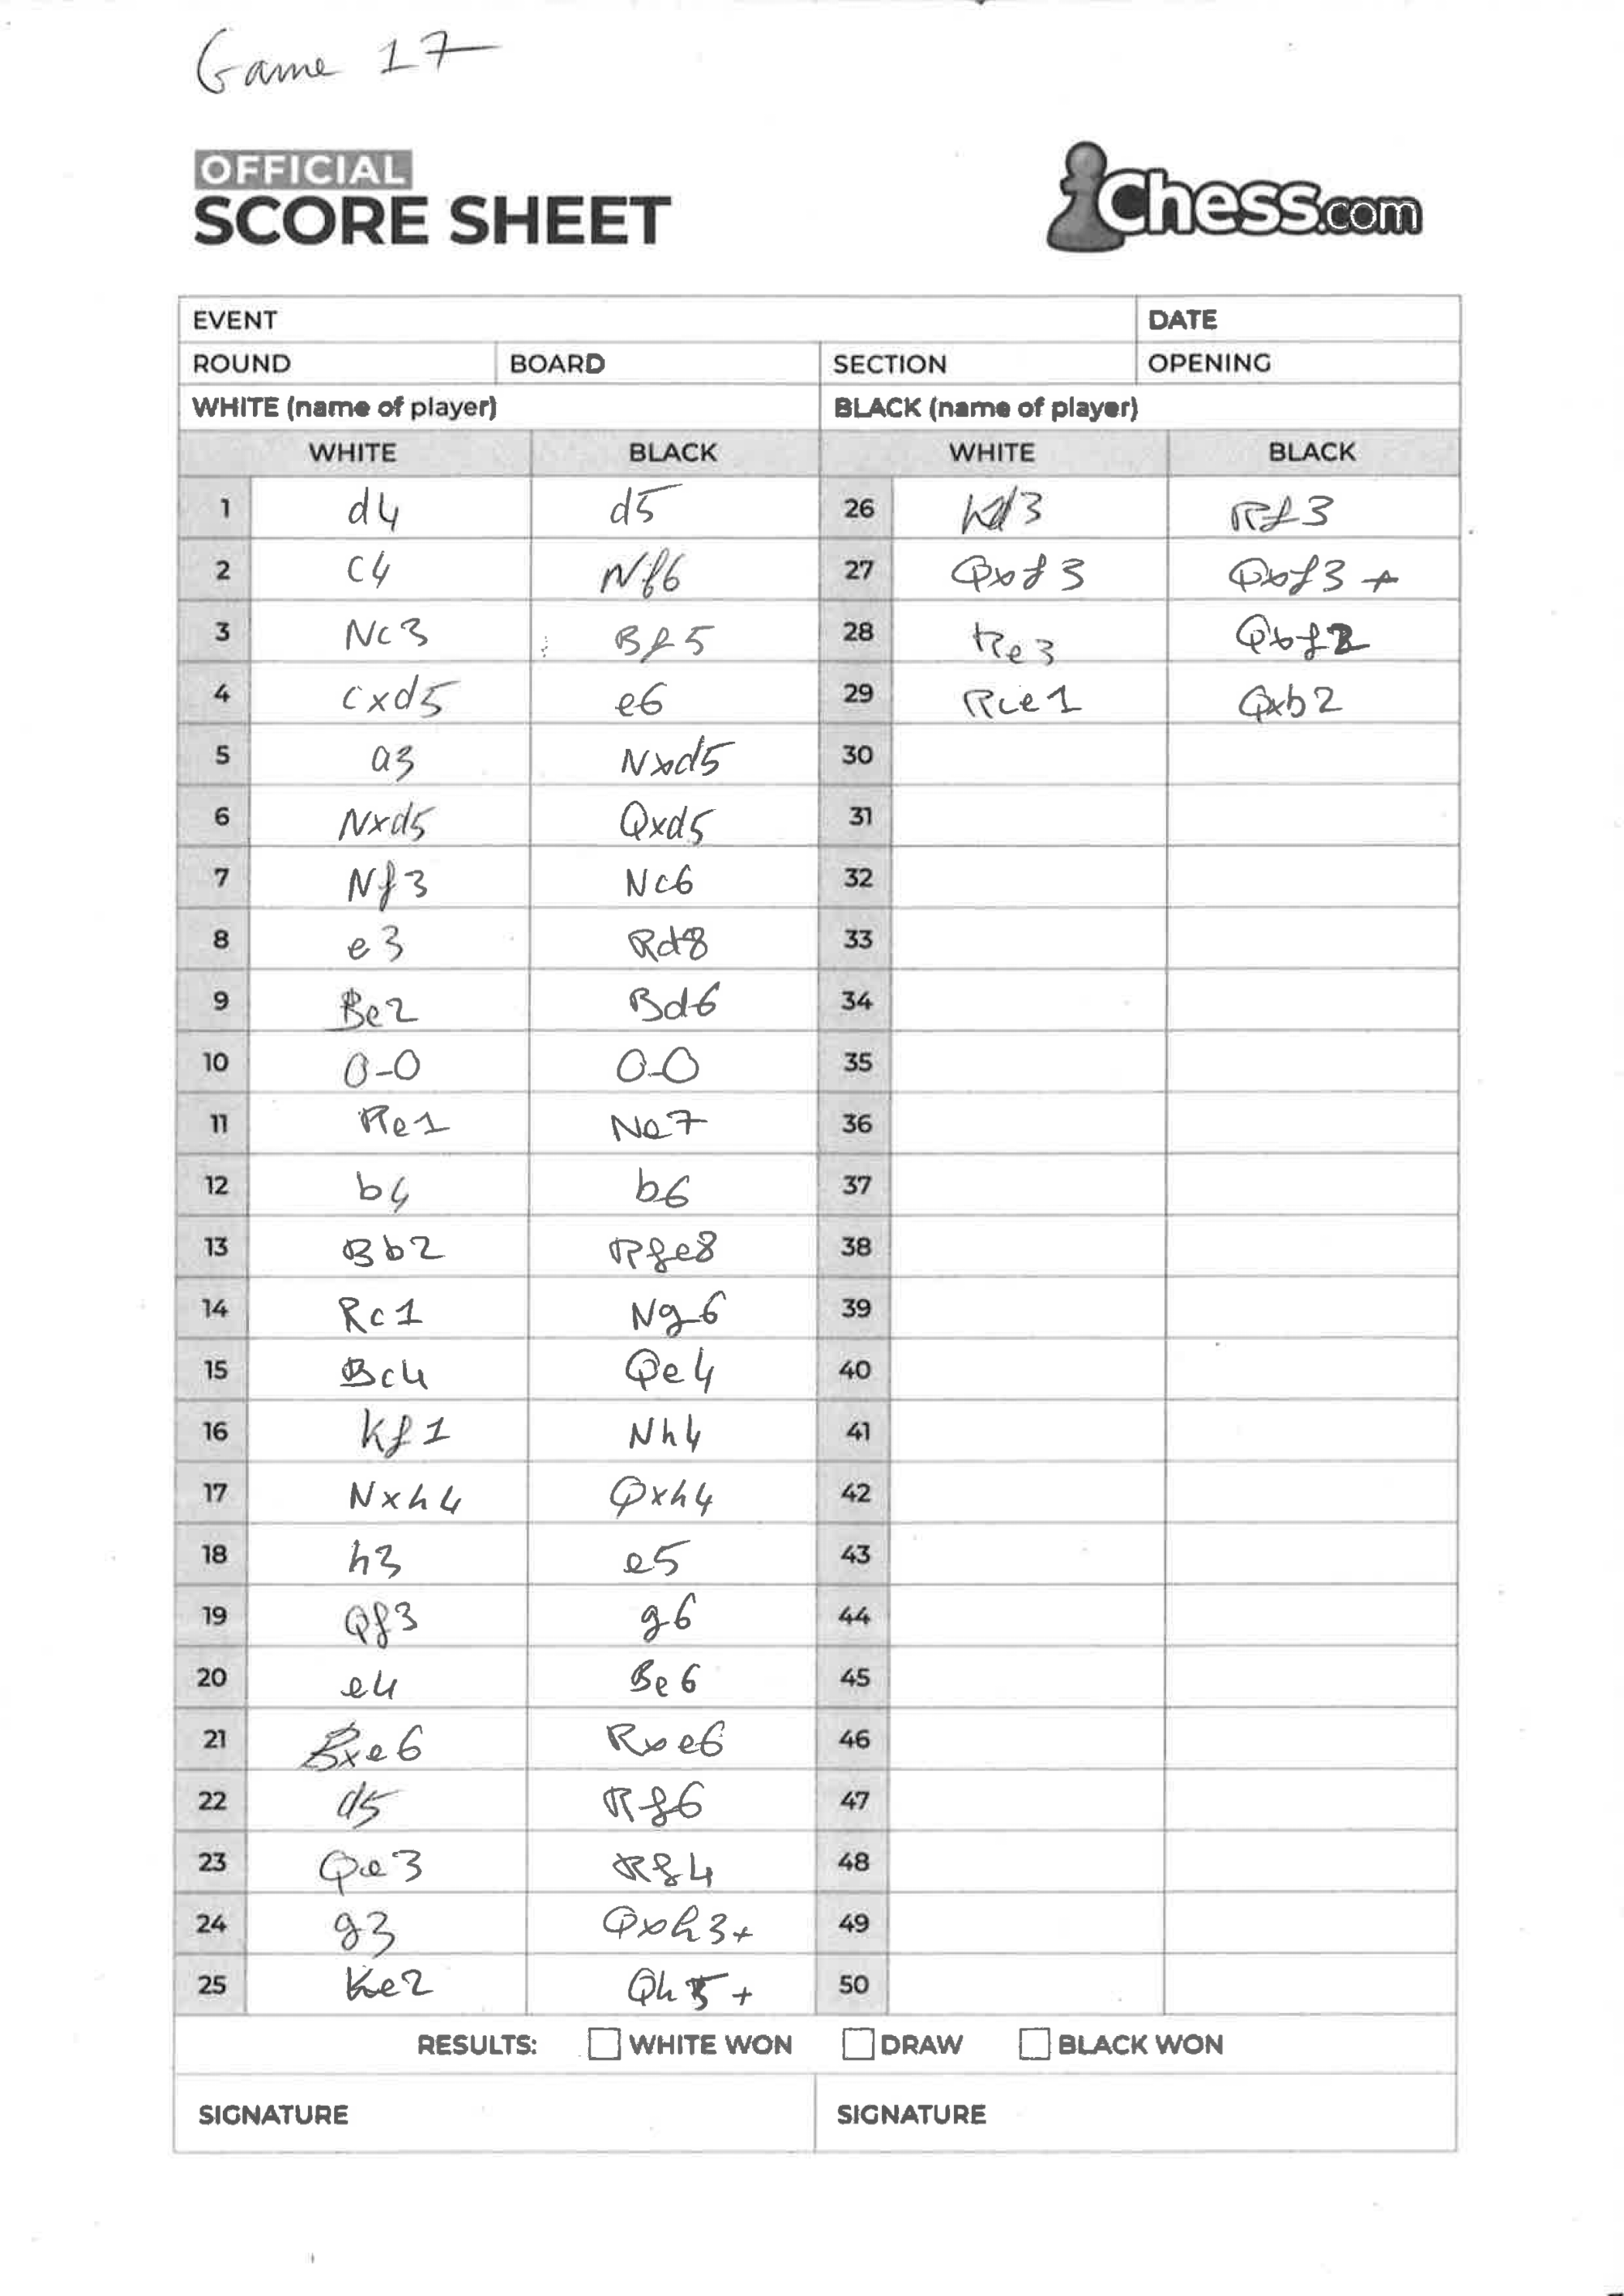 Game 17
OFFICIAL
SCORE SHEET
Chess.com
EVENT DATE
ROUND BOARD SECTION OPENING
WHITE (name of player) BLACK (name of player)
WHITE BLACK WHITE BLACK
1 d4 d5 26 Kd3 Rf3
2 c4 Nf6 27 Qxf3 Qxf3+
3 Nc3 Bf5 28 Re3 Qxf2
4 cxd5 e6 29 Rce1 Qxb2
5 a3 Nxd5 30
6 Nxd5 Qxd5 31
7 Nf3 Nc6 32
8 e3 Rd8 33
9 Be2 Bd6 34
10 0-0 0-0 35
11 Re1 Ne7 36
12 b4 b6 37
13 Bb2 Rfe8 38
14 Rc1 Ng6 39
15 Bc4 Qe4 40
16 Kf1 Nh4 41
17 Nxh4 Qxh4 42
18 h3 e5 43
19 Qf3 g6 44
20 e4 Be6 45
21 Bxe6 Rxe6 46
22 d5 Rf6 47
23 Qe3 Rf4 48
24 g3 Qxh3+ 49
25 Ke2 Qh5+ 50
RESULTS: WHITE WON DRAW BLACK WON
SIGNATURE SIGNATURE